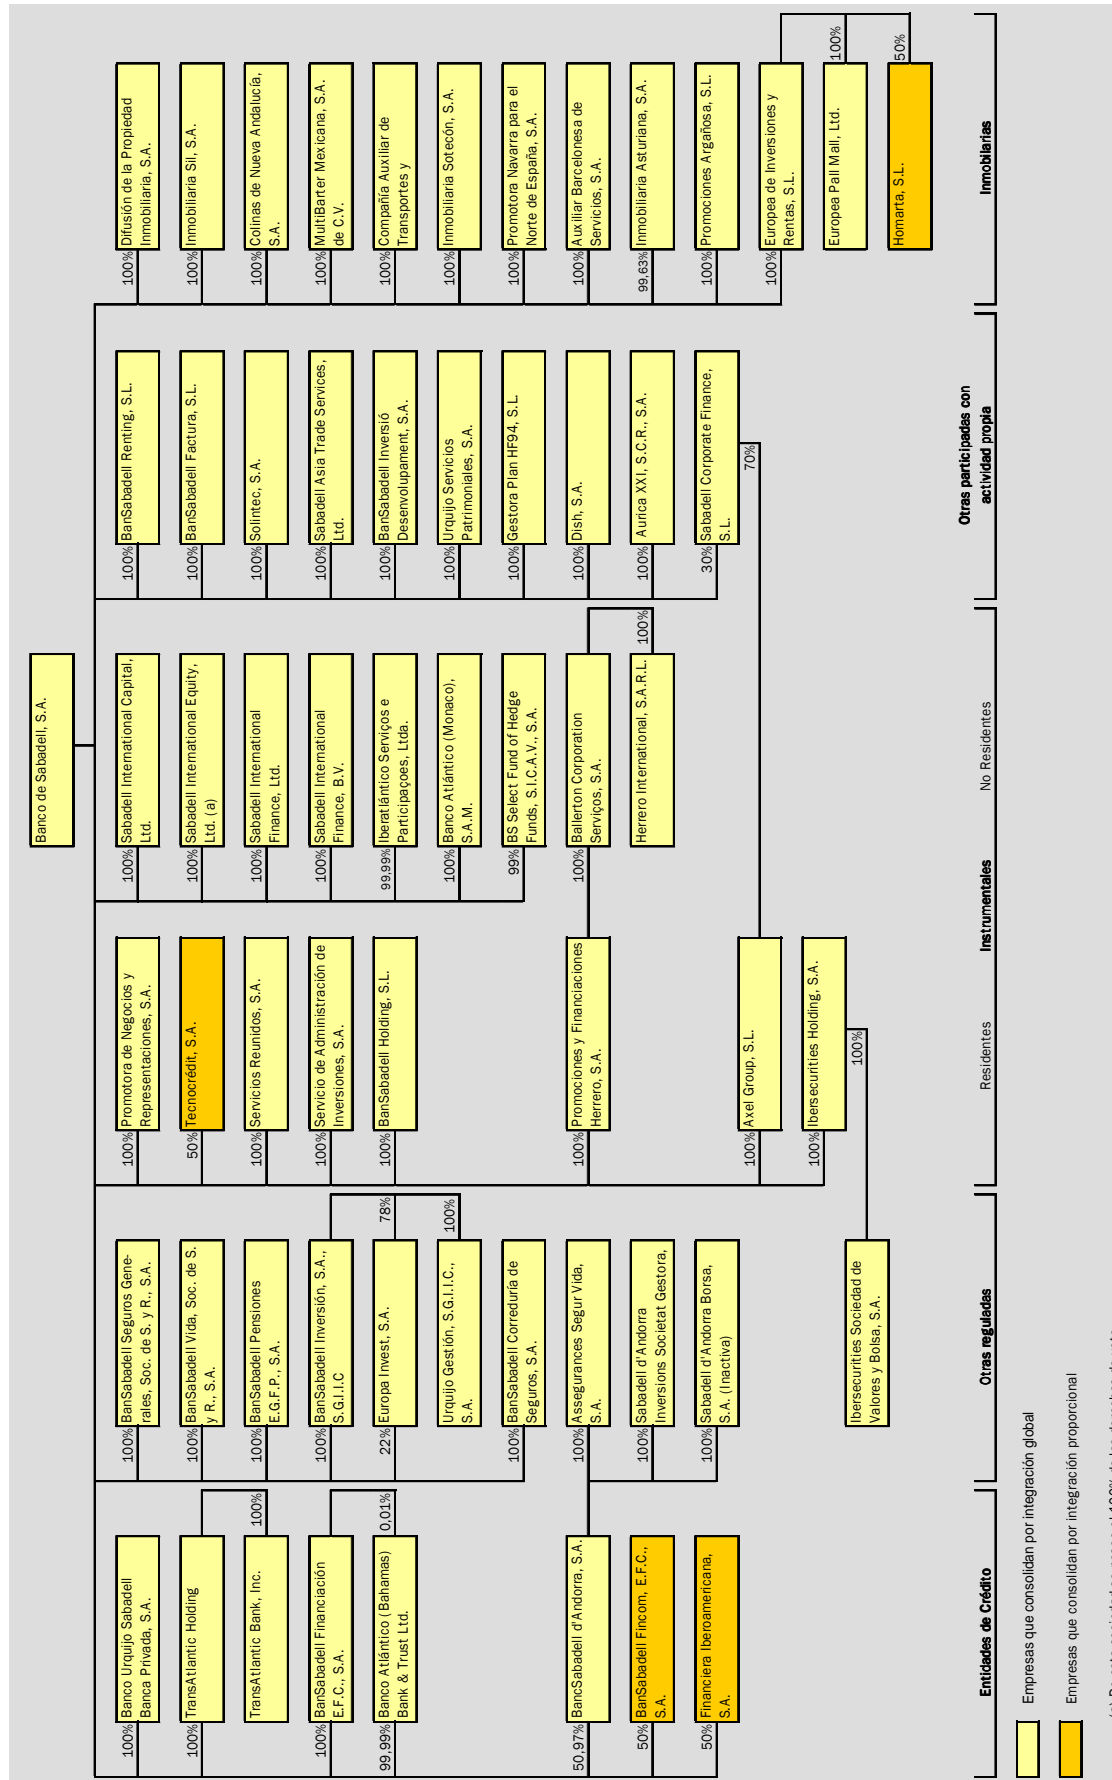 Banco de Sabadell, S.A.
100% Banco Urquijo Sabadell
Banca Privada, S.A.
100% TransAtlantic Holding
100%
TransAtlantic Bank, Inc.
100% BanSabadell Financiación
E.F.C., S.A.
0,01%
99,99% Banco Atlántico (Bahamas)
Bank & Trust Ltd.
50,97% BancSabadell d'Andorra, S.A.
50% BanSabadell Fincom, E.F.C.,
S.A.
50% Financiera Iberoamericana,
S.A.
Entidades de Crédito
100% BanSabadell Seguros Gene-
rales, Soc. de S. y R., S.A.
100% BanSabadell Vida, Soc. de S.
y R., S.A.
100% BanSabadell Pensiones
E.G.F.P., S.A.
100% BanSabadell Inversión, S.A.,
S.G.I.I.C
78%
22% Europa Invest, S.A.
100%
Urquijo Gestión, S.G.I.I.C.,
S.A.
100% BanSabadell Correduría de
Seguros, S.A.
100% Assegurances Segur Vida,
S.A.
100% Sabadell d'Andorra
Inversions Societat Gestora,
100% Sabadell d'Andorra Borsa,
S.A. (Inactiva)
Ibersecurities Sociedad de
Valores y Bolsa, S.A.
Otras reguladas
100% Promotora de Negocios y
Representaciones, S.A.
50% Tecnocrédit, S.A.
100% Servicios Reunidos, S.A.
100% Servicio de Administración de
Inversiones, S.A.
100% BanSabadell Holding, S.L.
100% Promociones y Financiaciones
Herrero, S.A.
100% Axel Group, S.L.
100% Ibersecurities Holding, S.A.
100%
Residentes
Instrumentales
No Residentes
100% Sabadell International Capital,
Ltd.
100% Sabadell International Equity,
Ltd. (a)
100% Sabadell International
Finance, Ltd.
100% Sabadell International
Finance, B.V.
99,99% Iberatlántico Serviços e
Participaçoes, Ltda.
100% Banco Atlántico (Monaco),
S.A.M.
99% BS Select Fund of Hedge
Funds, S.I.C.A.V., S.A.
100% Ballerton Corporation
Serviços, S.A.
100%
Herrero International, S.A.R.L.
100% BanSabadell Renting, S.L.
100% BanSabadell Factura, S.L.
100% Solintec, S.A.
100% Sabadell Asia Trade Services,
Ltd.
100% BanSabadell Inversió
Desenvolupament, S.A.
100% Urquijo Servicios
Patrimoniales, S.A.
100% Gestora Plan HF94, S.L
100% Dish, S.A.
100% Aurica XXI, S.C.R., S.A.
30% Sabadell Corporate Finance,
S.L.
70%
Otras participadas con
actividad propia
100% Difusión de la Propiedad
Inmobiliaria, S.A.
100% Inmobiliaria Sil, S.A.
100% Colinas de Nueva Andalucía,
S.A.
100% MultiBarter Mexicana, S.A.
de C.V.
100% Compañía Auxiliar de
Transportes y
100% Inmobiliaria Sotecón, S.A.
100% Promotora Navarra para el
Norte de España, S.A.
100% Auxiliar Barcelonesa de
Servicios, S.A.
99,63% Inmobiliaria Asturiana, S.A.
100% Promociones Argañosa, S.L.
100% Europea de Inversiones y
Rentas, S.L.
100%
Europea Pall Mall, Ltd.
50%
Homarta, S.L.
Inmobilarias
Empresas que consolidan por integración global
Empresas que consolidan por integración proporcional